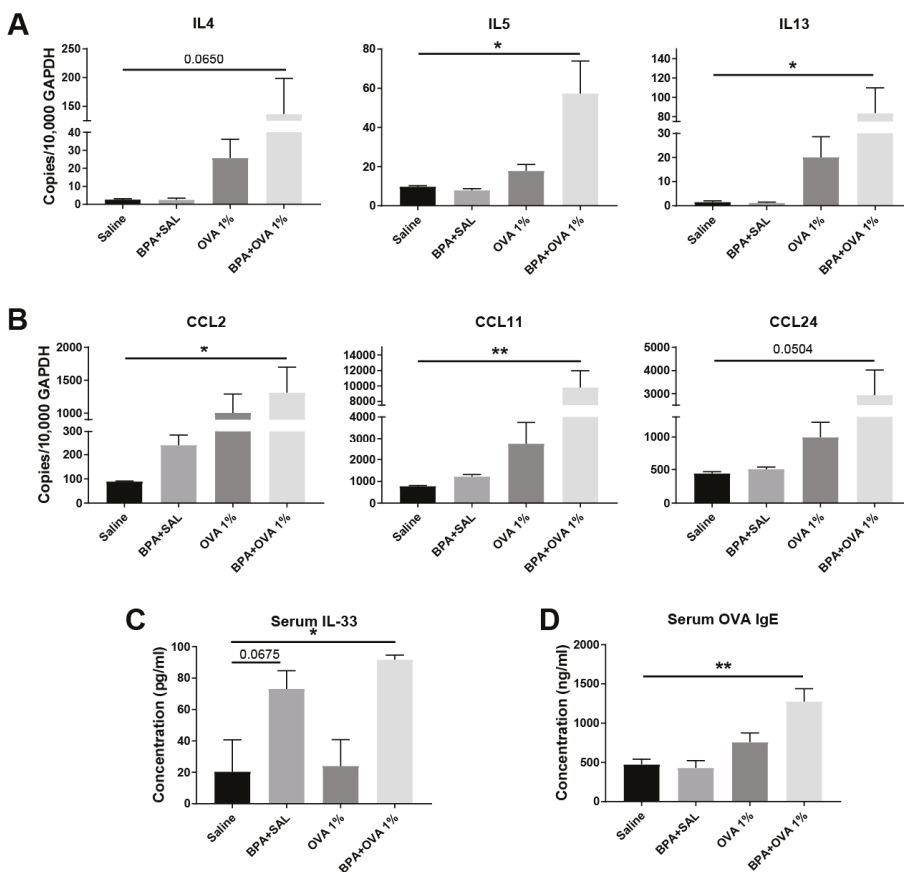 A
IL4
IL5
IL13
Copies/10,000 GAPDH
250
200
150
100
40
30
20
10
0
0.0650
Saline
BPA+SAL
OVA 1%
BPA+OVA 1%
80
60
40
20
0
*
Saline
BPA+SAL
OVA 1%
BPA+OVA 1%
140
120
100
80
60
30
20
10
0
*
Saline
BPA+SAL
OVA 1%
BPA+OVA 1%
B
CCL2
CCL11
CCL24
Copies/10,000 GAPDH
2000
1500
1000
300
200
100
0
*
Saline
BPA+SAL
OVA 1%
BPA+OVA 1%
14000
12000
10000
8000
6000
4000
3000
2000
1000
0
**
Saline
BPA+SAL
OVA 1%
BPA+OVA 1%
5000
4000
3000
2000
1000
500
0
0.0504
Saline
BPA+SAL
OVA 1%
BPA+OVA 1%
C
Serum IL-33
Concentration (pg/ml)
100
80
60
40
20
0
*
0.0675
Saline
BPA+SAL
OVA 1%
BPA+OVA 1%
D
Serum OVA IgE
Concentration (ng/ml)
2000
1500
1000
500
0
**
Saline
BPA+SAL
OVA 1%
BPA+OVA 1%